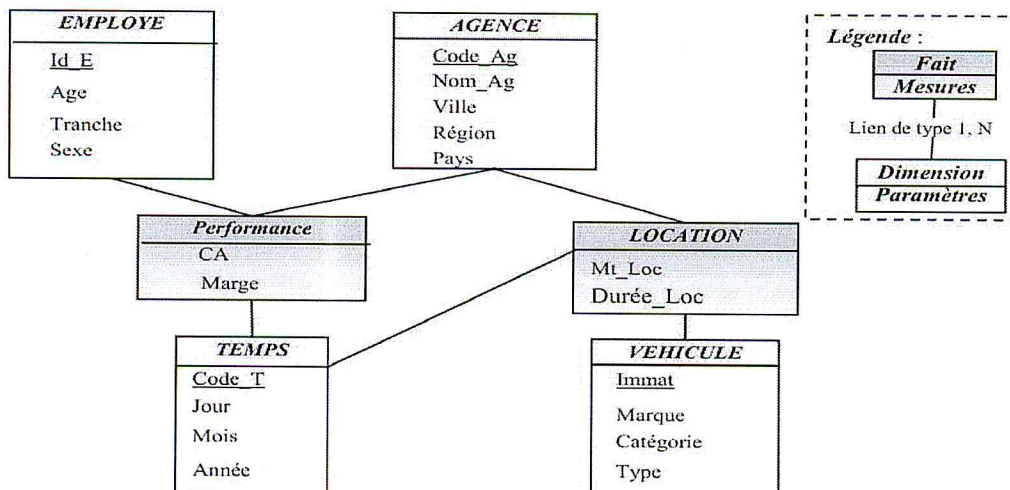 EMPLOYE
Id_E
Age
Tranche
Sexe
AGENCE
Code_Ag
Nom_Ag
Ville
Région
Pays
Légende :
Fait
Mesures
Lien de type 1, N
Dimension
Paramètres
Performance
CA
Marge
LOCATION
Mt_Loc
Durée_Loc
TEMPS
Code_T
Jour
Mois
Année
VEHICULE
Immat
Marque
Catégorie
Type